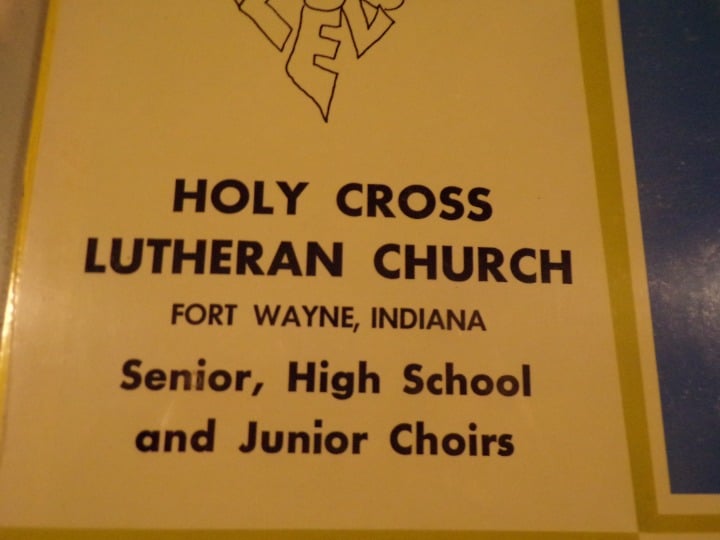 HOLY CROSS
LUTHERAN CHURCH
FORT WAYNE, INDIANA
Senior, High School
and Junior Choirs